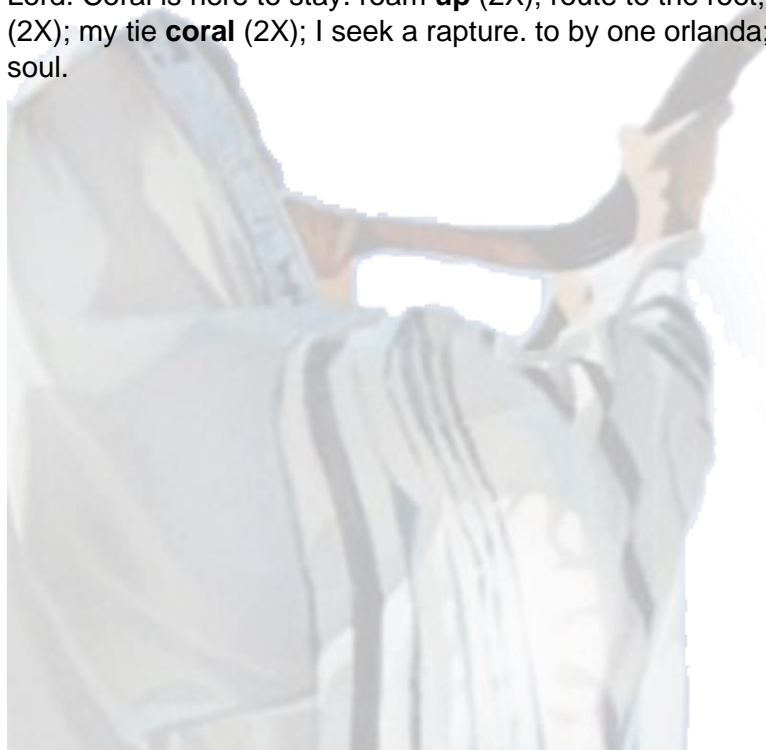 Lord. Coral is here to stay. roam up (2X); route to the root;
(2X); my tie coral (2X); I seek a rapture. to by one orlanda;
soul.